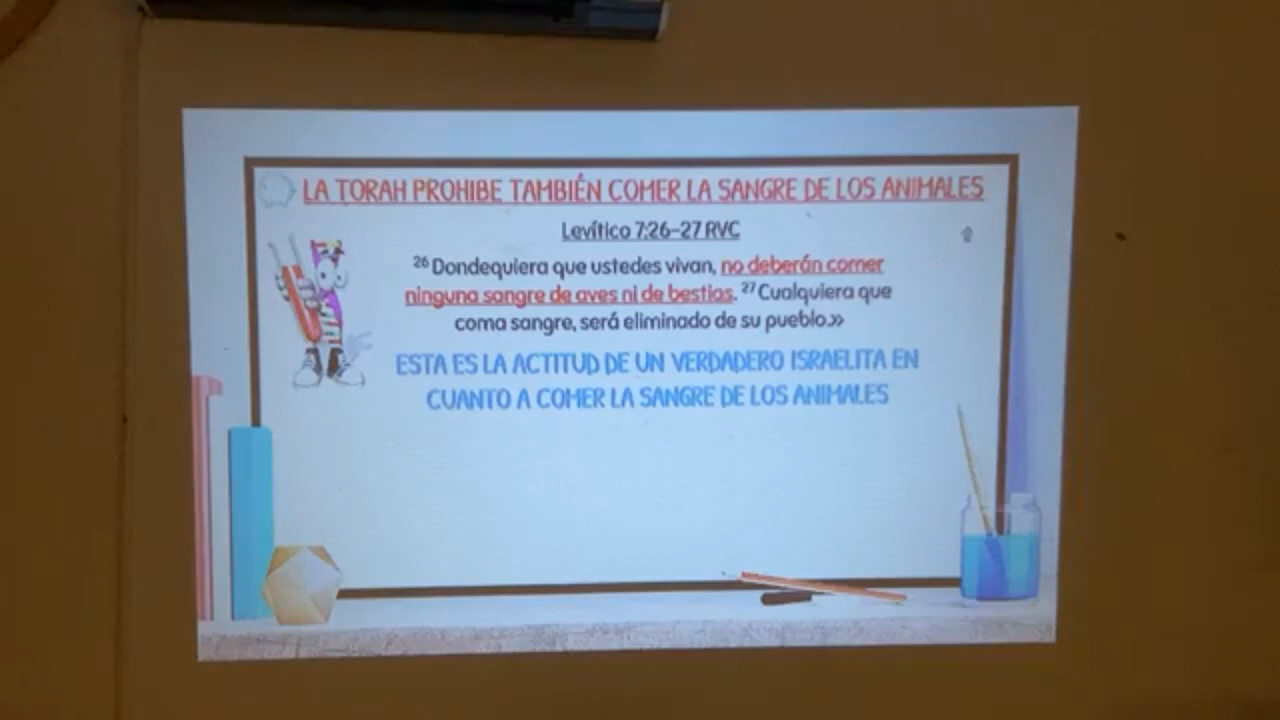 LA TORAH PROHIBE TAMBIÉN COMER LA SANGRE DE LOS ANIMALES
Levítico 7:26-27 RVC
26 Dondequiera que ustedes vivan, no deberán comer
ninguna sangre de aves ni de bestias. 27 Cualquiera que
coma sangre, será eliminado de su pueblo.»
ESTA ES LA ACTITUD DE UN VERDADERO ISRAELITA EN
CUANTO A COMER LA SANGRE DE LOS ANIMALES